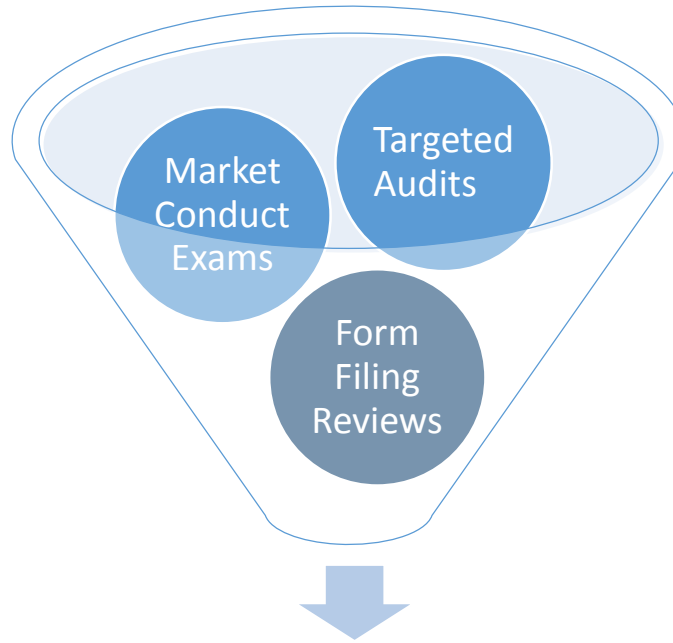 Market
Conduct
Exams
Targeted
Audits
Form
Filing
Reviews